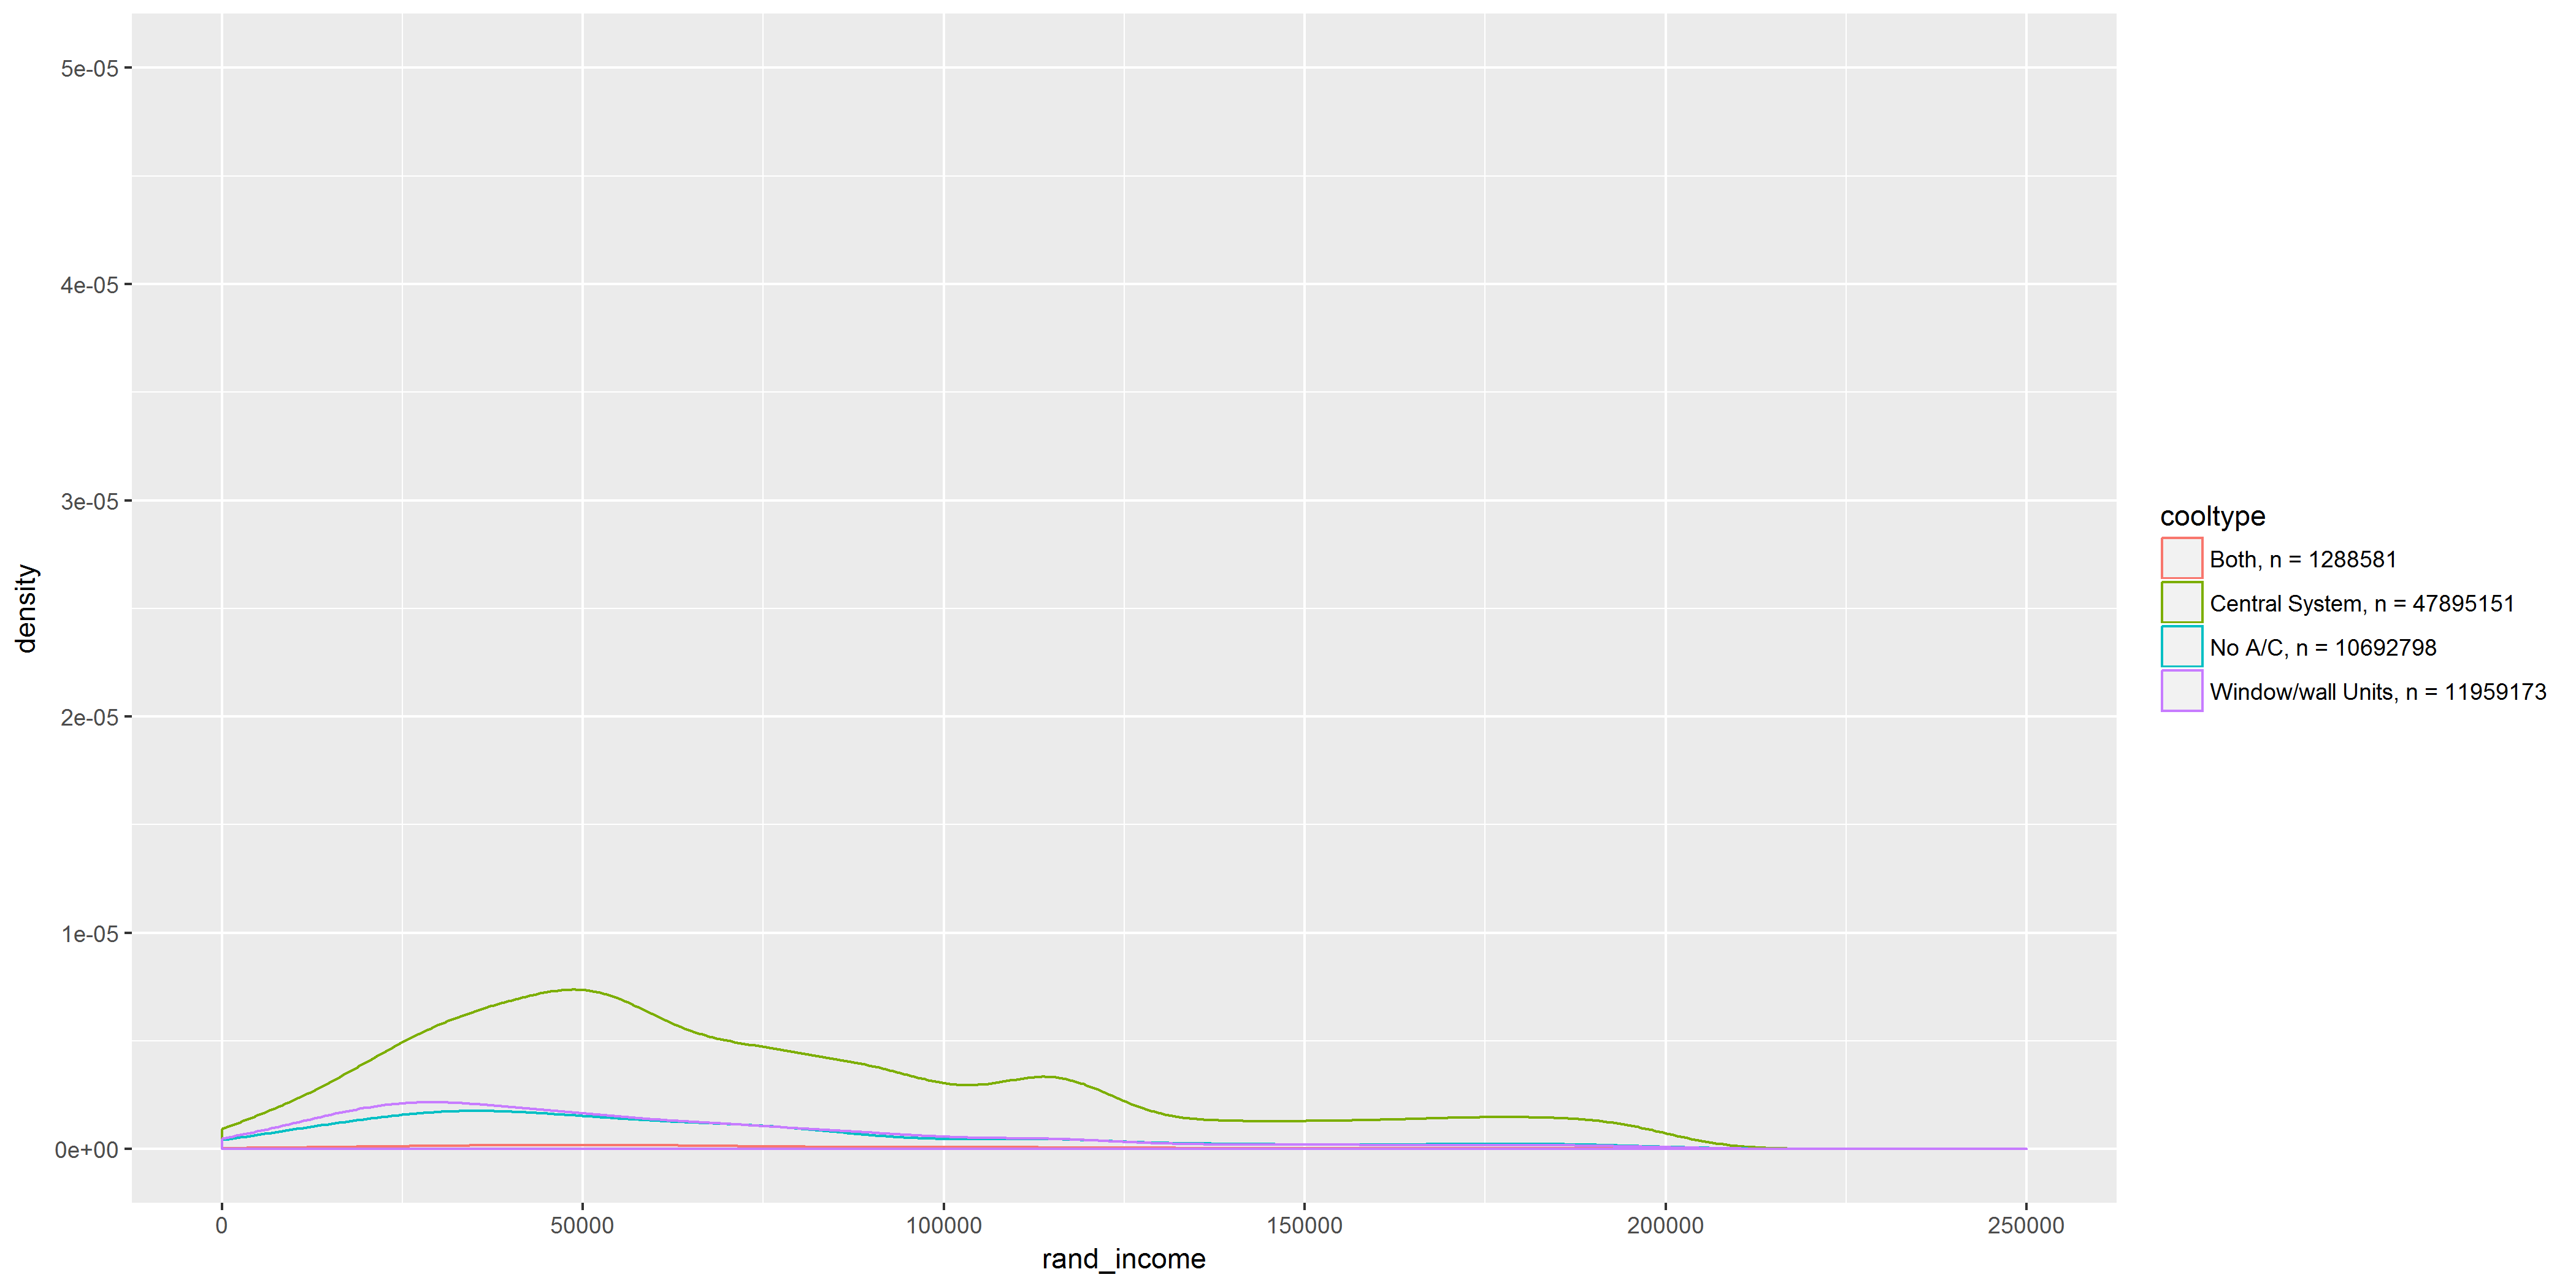 5e-05
4e-05
3e-05
2e-05
1e-05
0e+00
density
0
50000
100000
150000
200000
250000
rand_income
cooltype
Both, n = 1288581
Central System, n = 47895151
No A/C, n = 10692798
Window/wall Units, n = 11959173